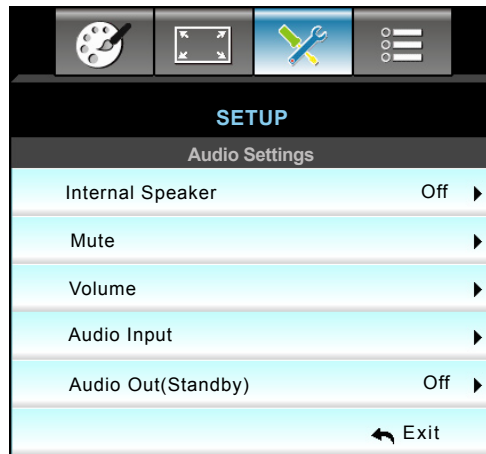 SETUP
Audio Settings
Internal Speaker Off
Mute
Volume
Audio Input
Audio Out(Standby) Off
Exit